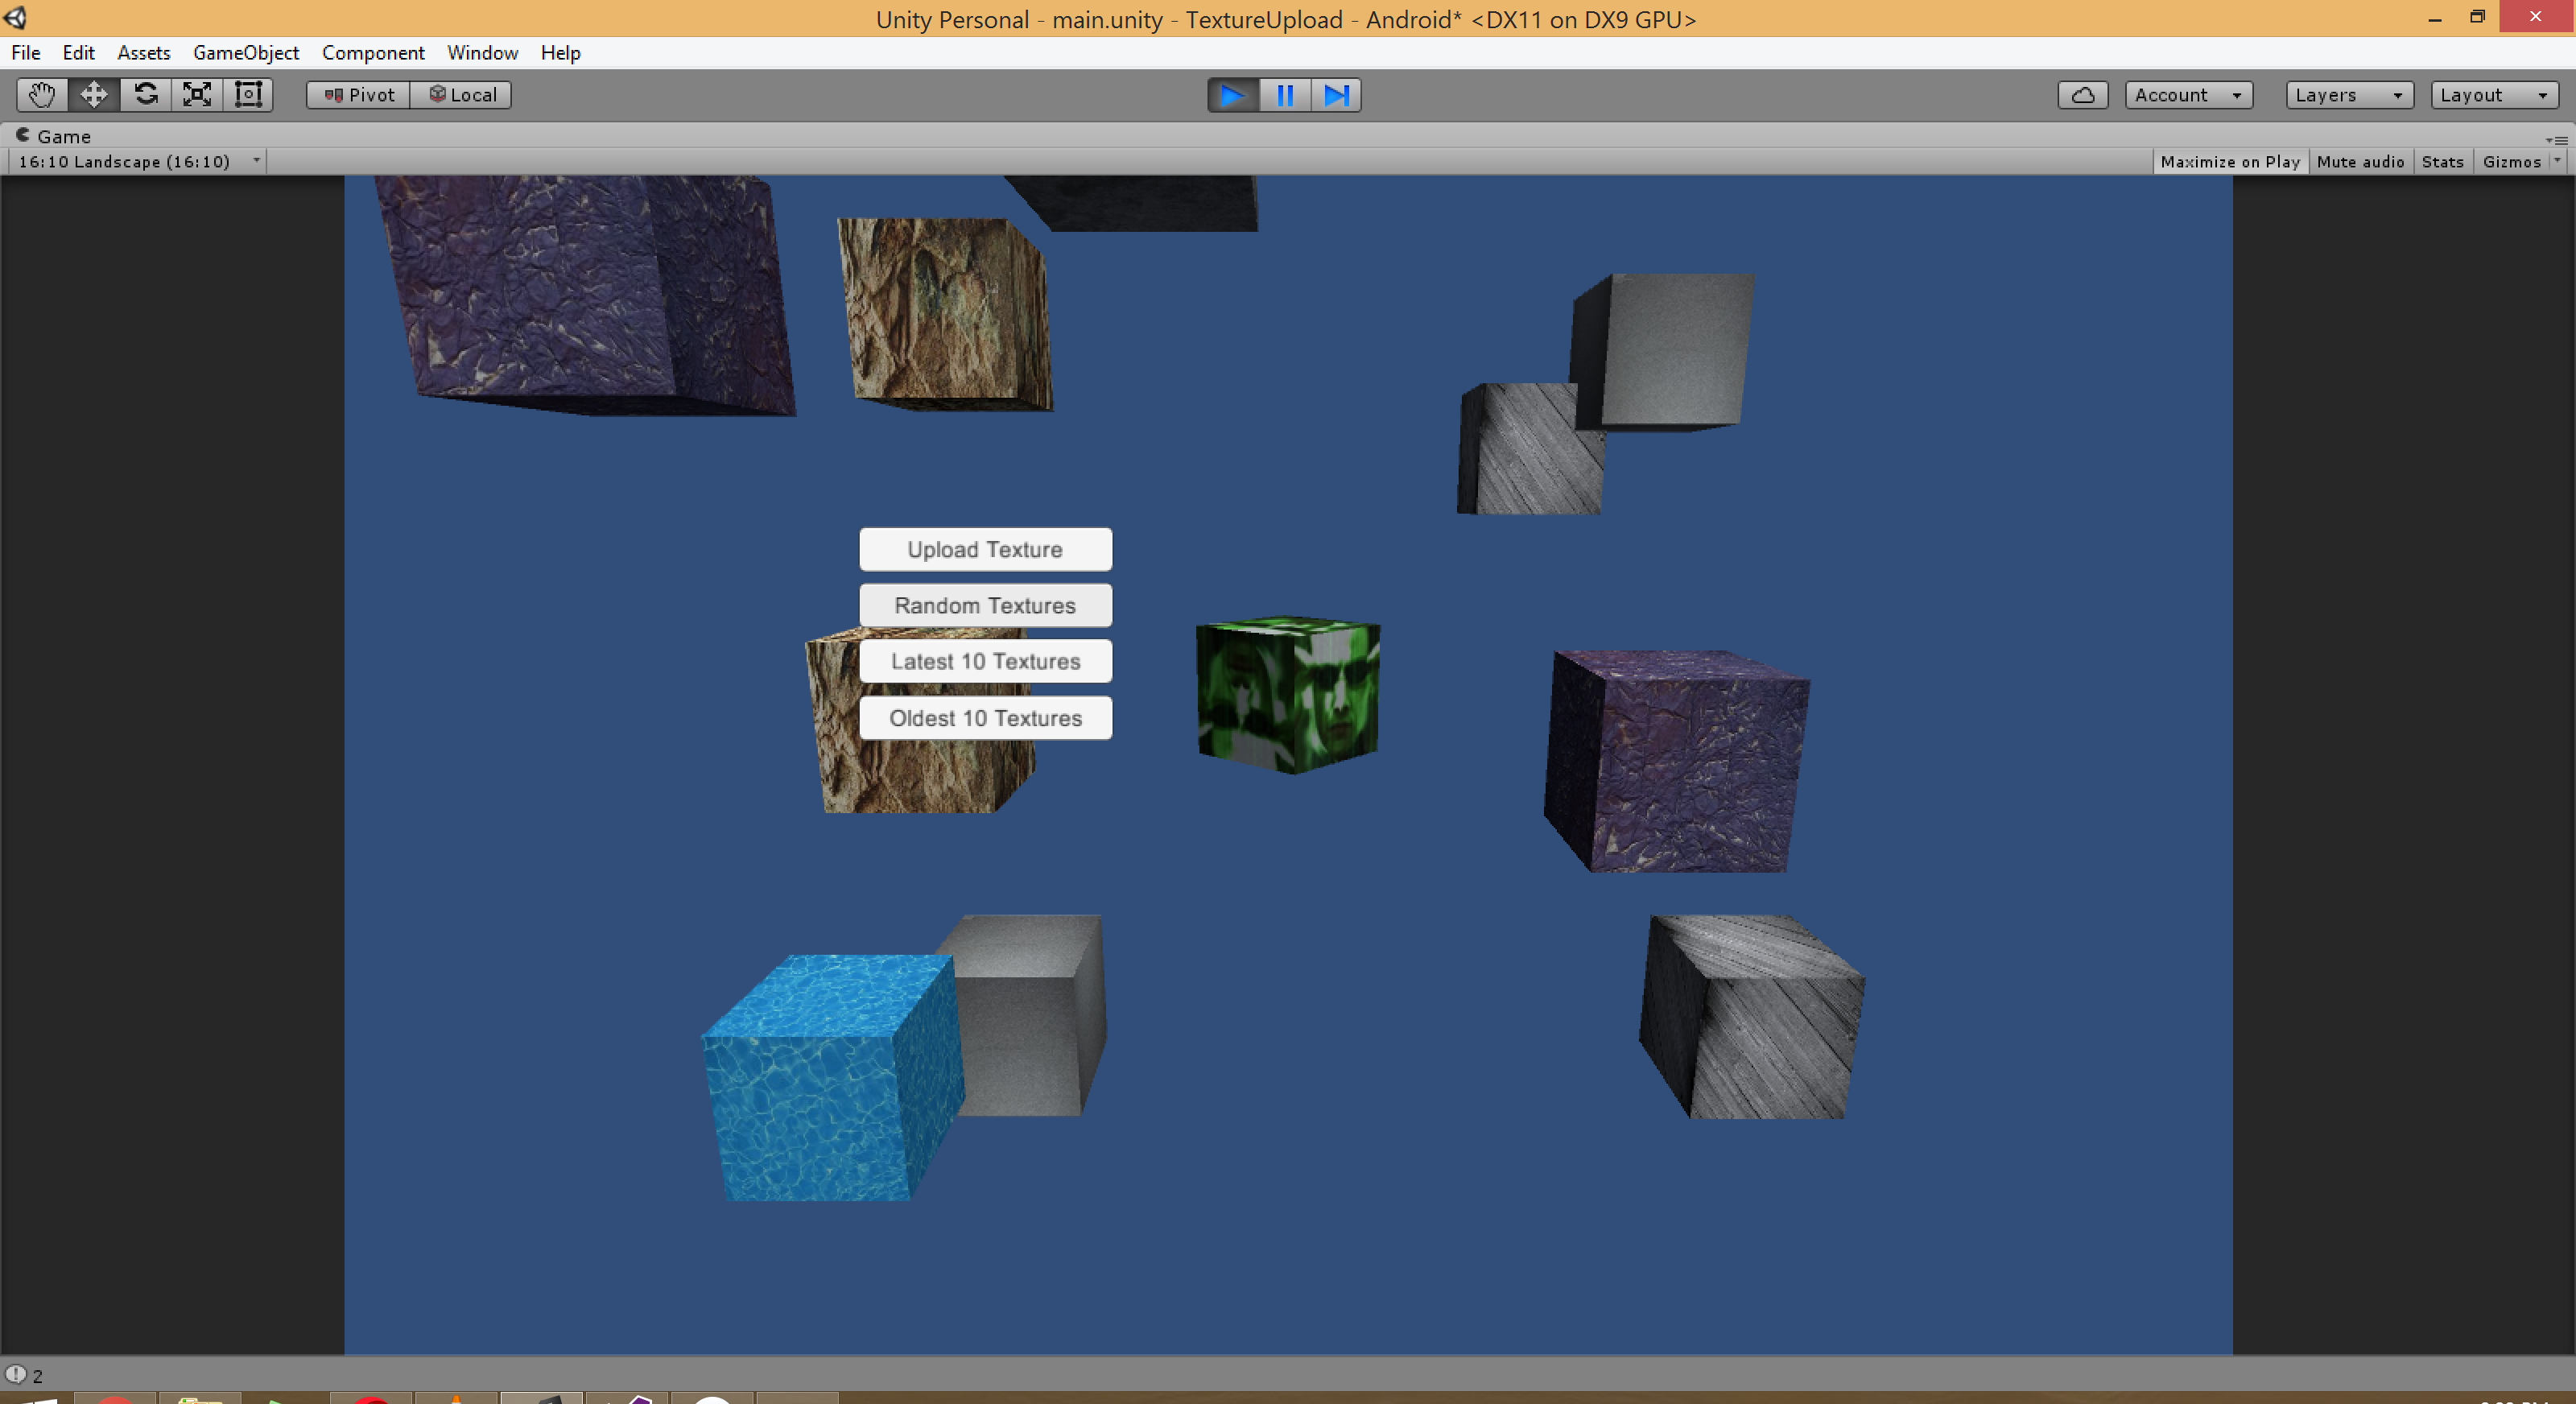 Unity Personal - main.unity - TextureUpload - Android* <DX11 on DX9 GPU>
File Edit Assets GameObject Component Window Help
Pivot Local Account Layers Layout
Game
16:10 Landscape (16:10) Maximize on Play Mute audio Stats Gizmos
Upload Texture
Random Textures
Latest 10 Textures
Oldest 10 Textures
2